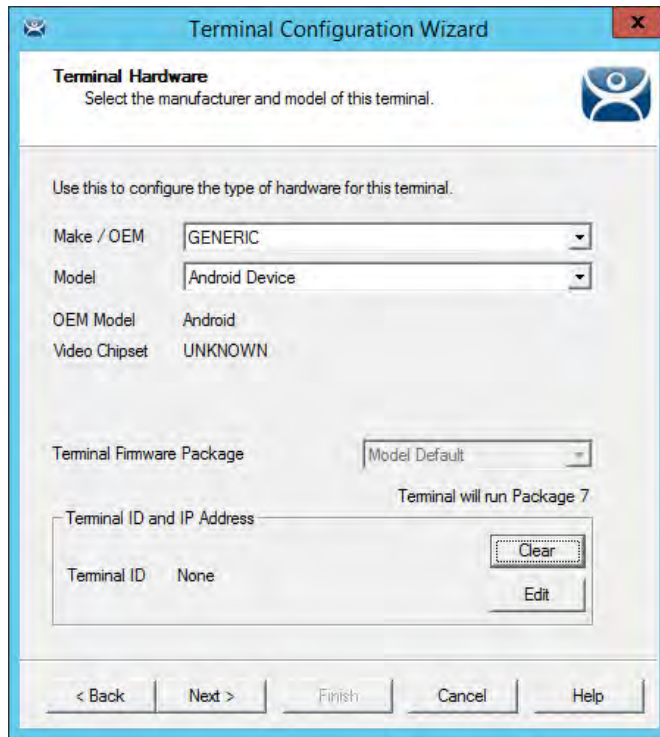 Terminal Configuration Wizard
x
Terminal Hardware
Select the manufacturer and model of this terminal.
Use this to configure the type of hardware for this terminal.
Make / OEM GENERIC
Model Android Device
OEM Model Android
Video Chipset UNKNOWN
Terminal Firmware Package Model Default
Terminal will run Package 7
Terminal ID and IP Address
Clear
Terminal ID None
Edit
< Back Next > Finish Cancel Help